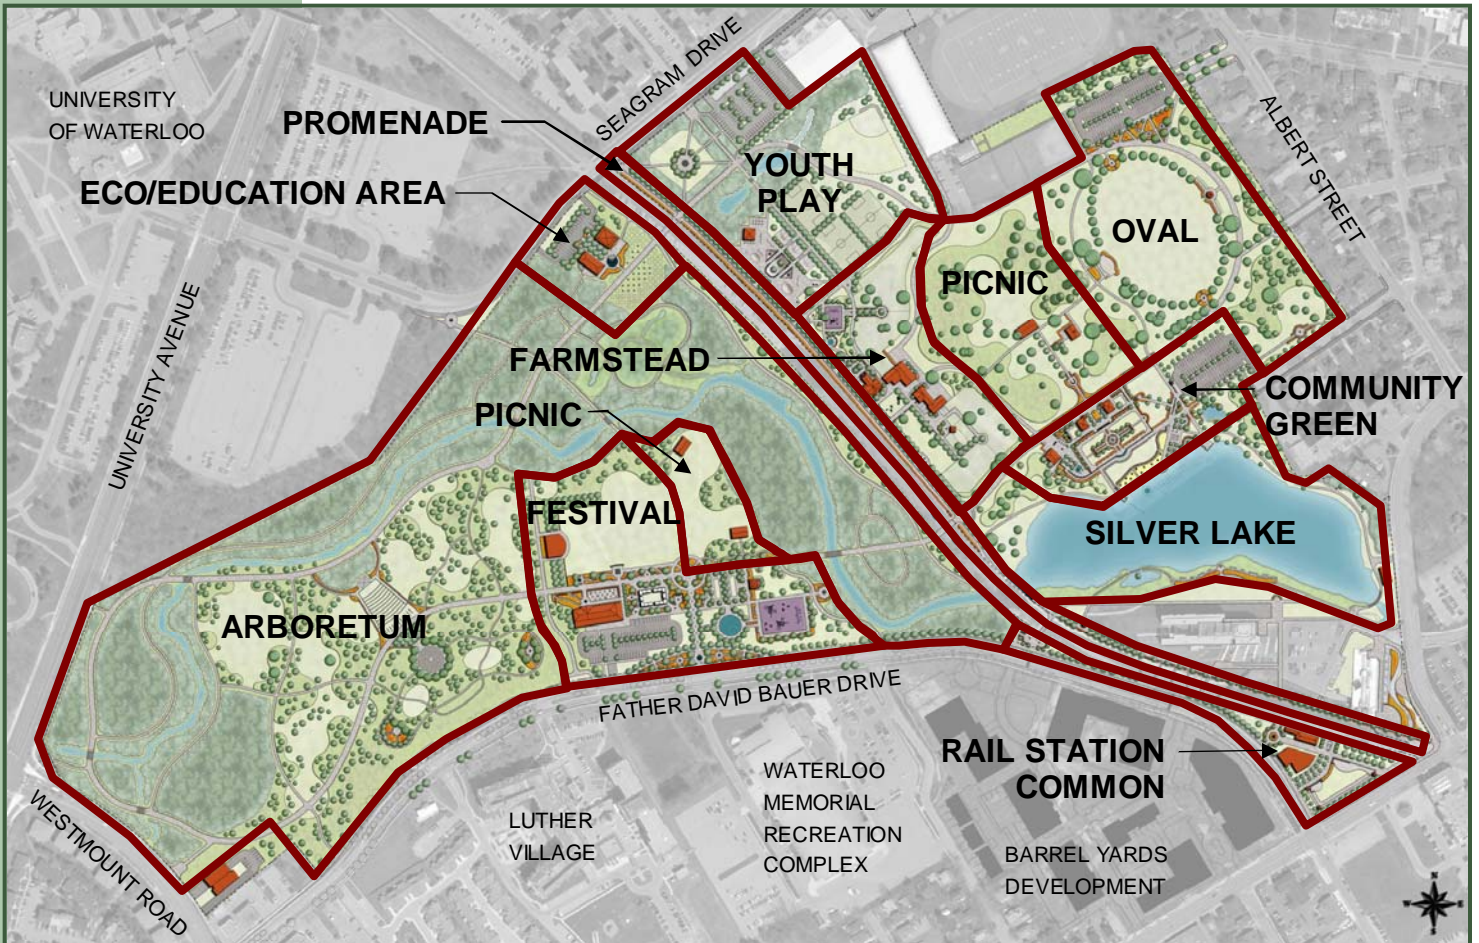 SEAGRAM DRIVE
UNIVERSITY
OF WATERLOO
PROMENADE
ALBERT STREET
YOUTH
PLAY
ECO/EDUCATION AREA
OVAL
PICNIC
UNIVERSITY AVENUE
FARMSTEAD
COMMUNITY
GREEN
PICNIC
FESTIVAL
SILVER LAKE
ARBORETUM
FATHER DAVID BAUER DRIVE
RAIL STATION
COMMON
WATERLOO
MEMORIAL
RECREATION
COMPLEX
WESTMOUNT ROAD
LUTHER
VILLAGE
BARREL YARDS
DEVELOPMENT
N
W E
S